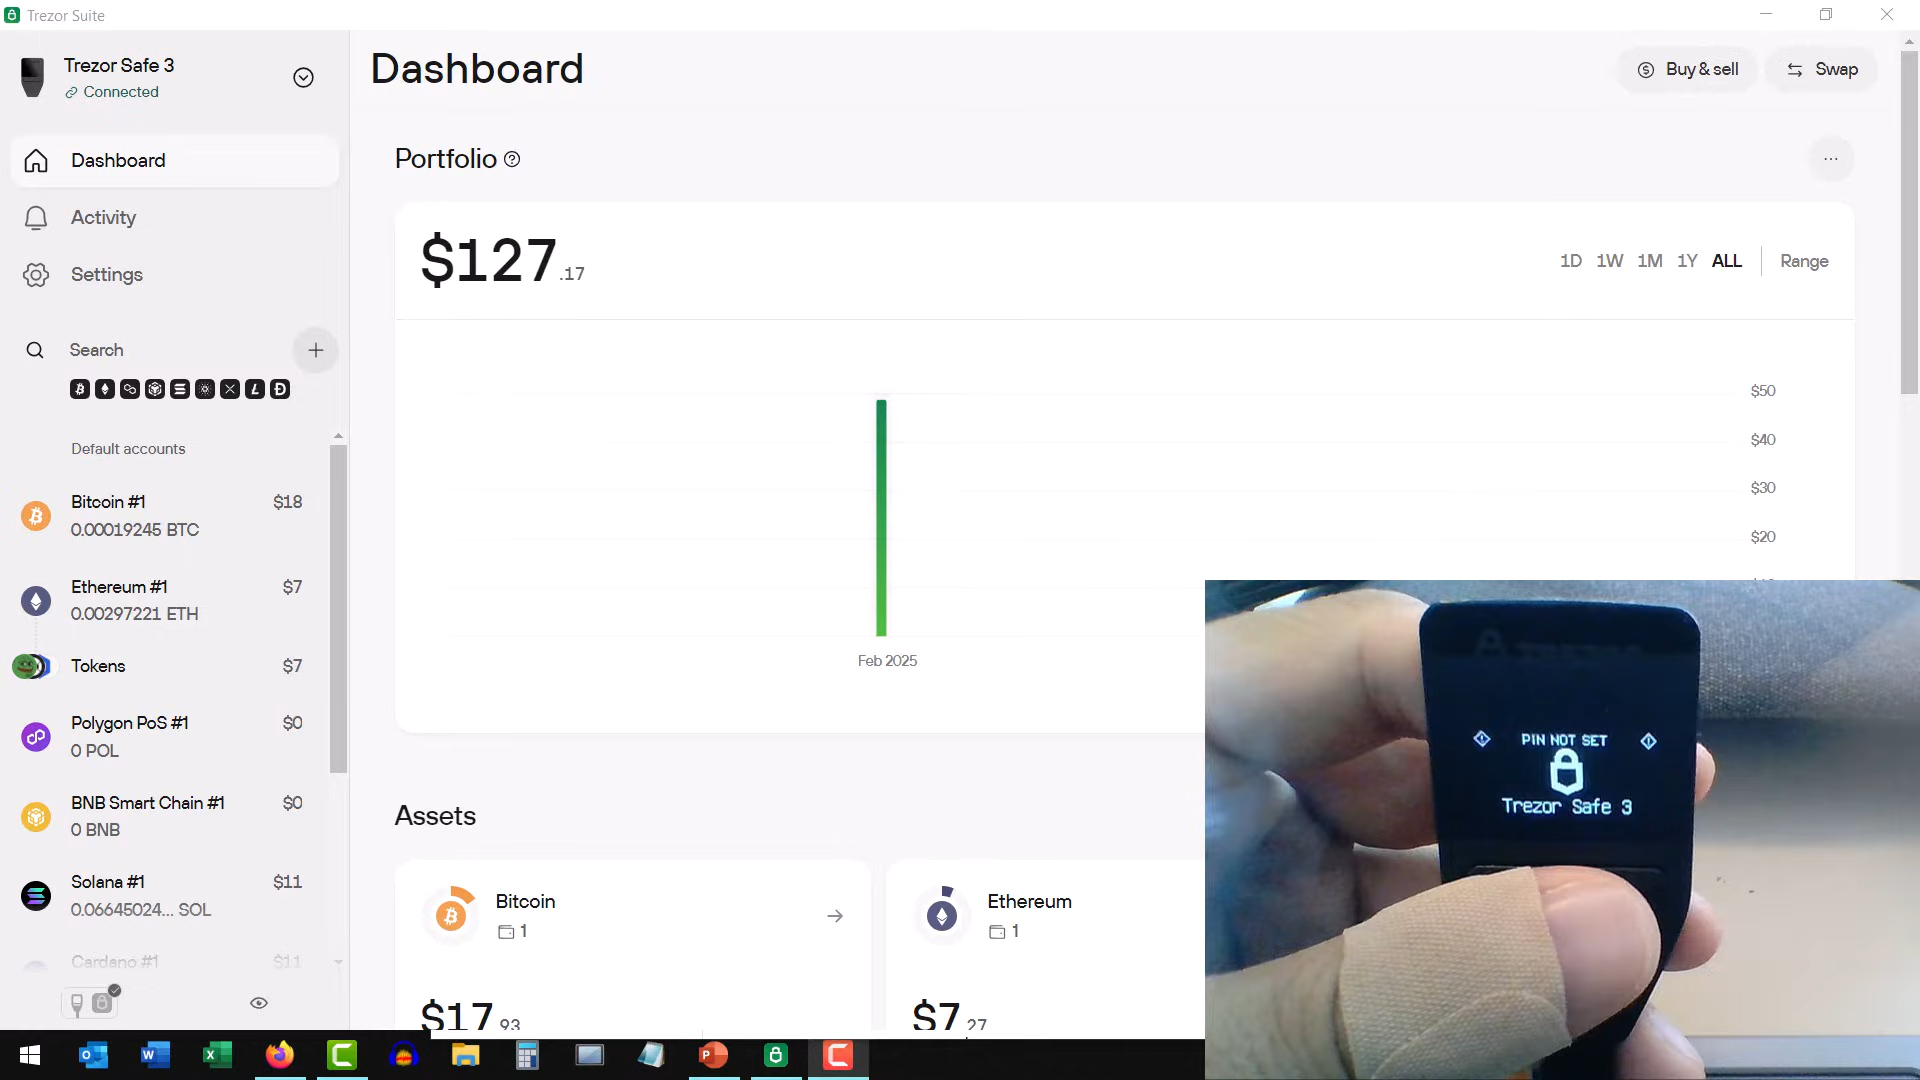 Trezor Suite
Trezor Safe 3
Connected
Dashboard
Activity
Settings
Search
Default accounts
Bitcoin #1 $18
0.00019245 BTC
Ethereum #1 $7
0.00297221 ETH
Tokens $7
Polygon PoS #1 $0
0 POL
BNB Smart Chain #1 $0
0 BNB
Solana #1 $11
0.06645024... SOL
Cardano #1 $11
Dashboard
Buy & sell
Swap
Portfolio
$127.17
1D 1W 1M 1Y ALL Range
$50
$40
$30
$20
Feb 2025
Assets
Bitcoin
1
$17.93
Ethereum
1
$7.27
PIN NOT SET
Trezor Safe 3